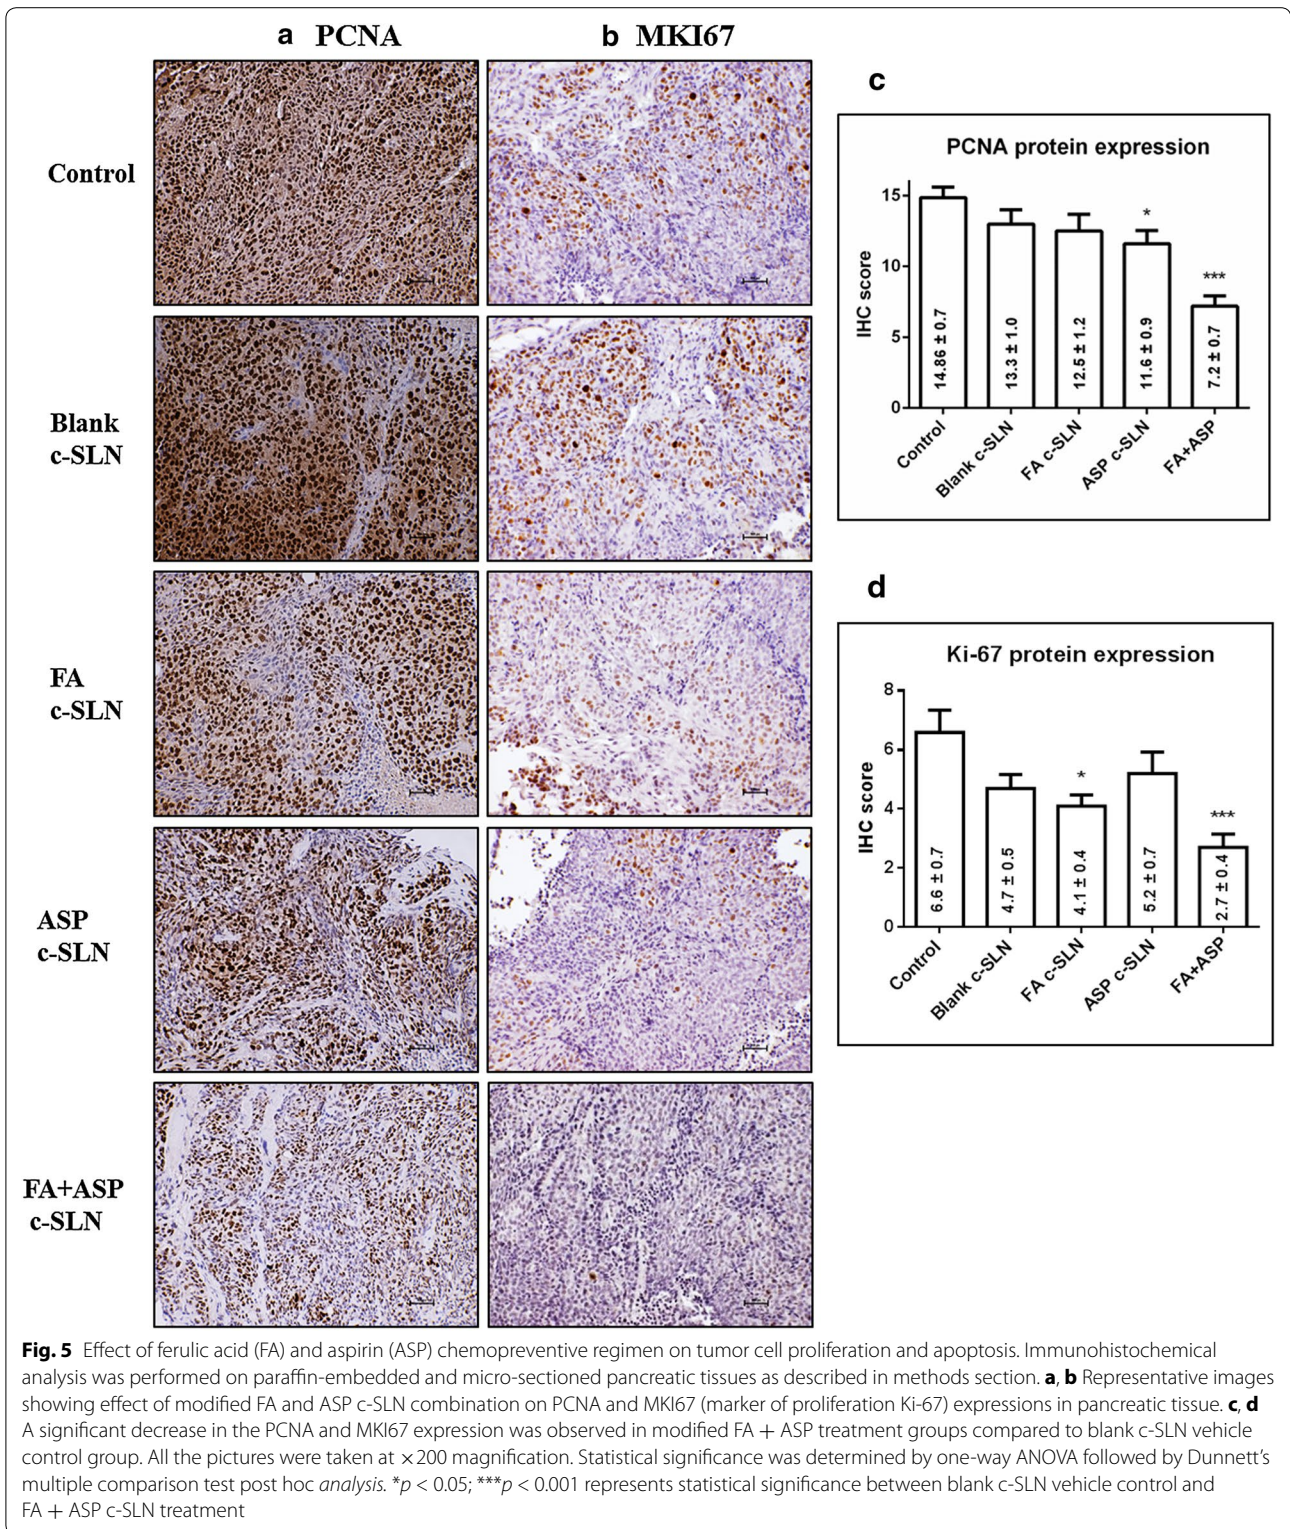 a PCNA
b MKI67
Control
Blank
c-SLN
FA
c-SLN
ASP
c-SLN
FA+ASP
c-SLN
c
PCNA protein expression
IHC score
15
10
5
0
14.86 ± 0.7
13.3 ± 1.0
12.5 ± 1.2
11.6 ± 0.9
7.2 ± 0.7
*
***
Control
Blank c-SLN
FA c-SLN
ASP c-SLN
FA+ASP
d
Ki-67 protein expression
IHC score
8
6
4
2
0
6.6 ± 0.7
4.7 ± 0.5
4.1 ± 0.4
5.2 ± 0.7
2.7 ± 0.4
*
***
Control
Blank c-SLN
FA c-SLN
ASP c-SLN
FA+ASP
Fig. 5 Effect of ferulic acid (FA) and aspirin (ASP) chemopreventive regimen on tumor cell proliferation and apoptosis. Immunohistochemical
analysis was performed on paraffin-embedded and micro-sectioned pancreatic tissues as described in methods section. a, b Representative images
showing effect of modified FA and ASP c-SLN combination on PCNA and MKI67 (marker of proliferation Ki-67) expressions in pancreatic tissue. c, d
A significant decrease in the PCNA and MKI67 expression was observed in modified FA + ASP treatment groups compared to blank c-SLN vehicle
control group. All the pictures were taken at ×200 magnification. Statistical significance was determined by one-way ANOVA followed by Dunnett’s
multiple comparison test post hoc analysis. *p < 0.05; ***p < 0.001 represents statistical significance between blank c-SLN vehicle control and
FA + ASP c-SLN treatment